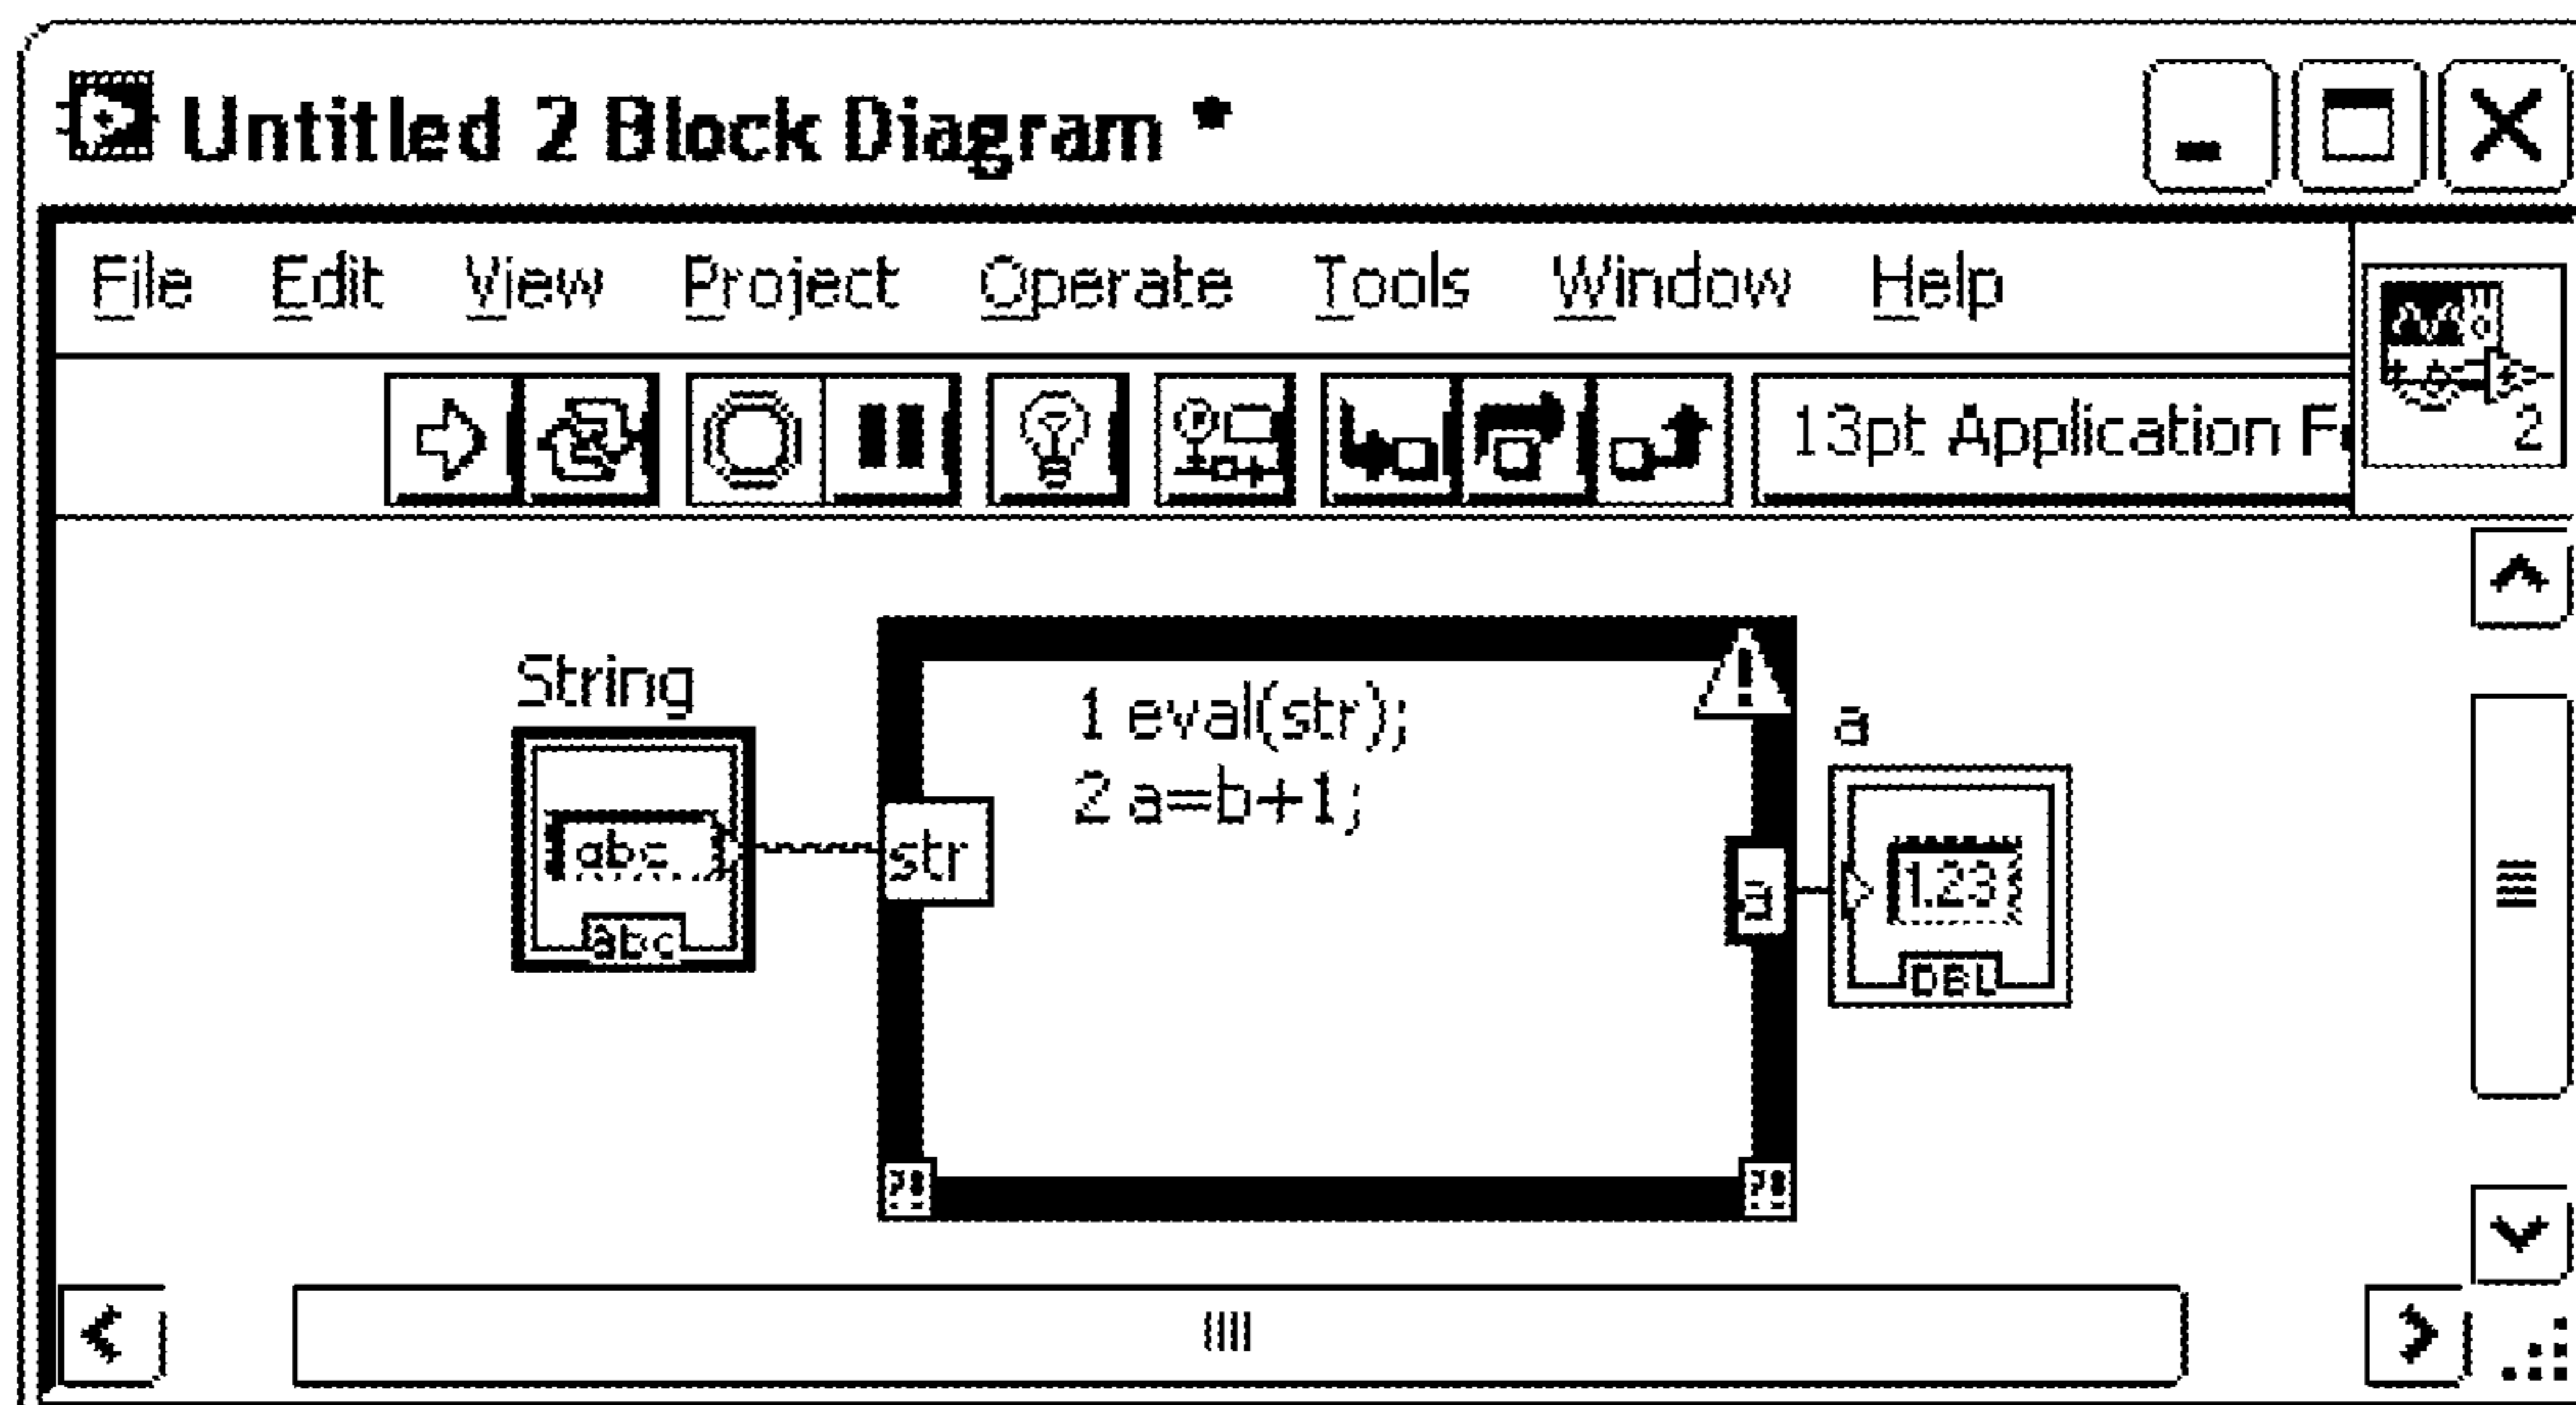 Untitled 2 Block Diagram *
File Edit View Project Operate Tools Window Help
13pt Application F
2
String
1 eval(str);
2 a=b+1;
a
abc
str
a
1.23
abc
DBL